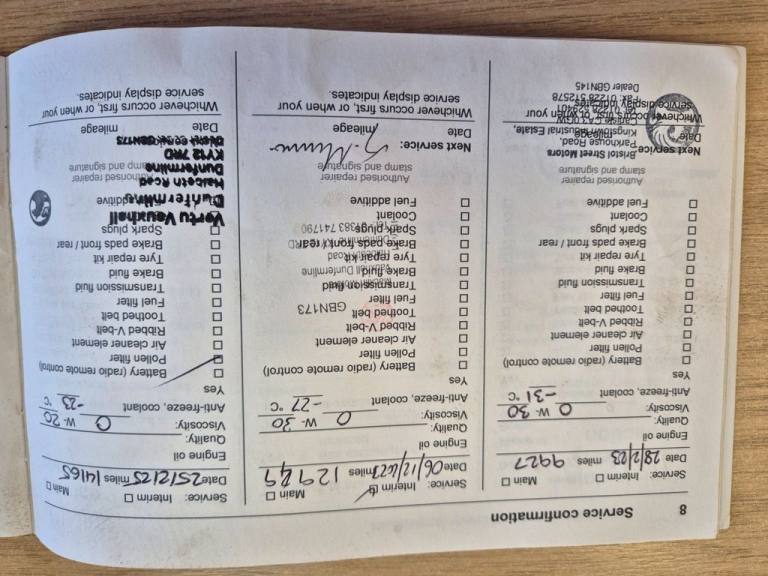 8 Service confirmation
Service: Interim Main
Date 28/2/23 miles 9927
Engine oil
Quality:
Viscosity: 0 W- 30
Anti-freeze, coolant -31 °C
Yes
Battery (radio remote control)
Pollen filter
Air cleaner element
Ribbed V-belt
Toothed belt
Fuel filter
Transmission fluid
Brake fluid
Tyre repair kit
Brake pads front / rear
Spark plugs
Coolant
Fuel additive
Authorised repairer
stamp and signature
Bristol Street Motors
Parkhouse Road,
Kingstown Industrial Estate,
Next service:
Date mileage
Whichever occurs first, or when your
service display indicates.
Fax: 01228 512578
Dealer GBN145
Service: Interim Main
Date 06/12/2023 miles 12949
Engine oil
Quality:
Viscosity: 0 W- 30
Anti-freeze, coolant -27 °C
Yes
Battery (radio remote control)
Pollen filter
Air cleaner element
Ribbed V-belt
Toothed belt
GBN173
Fuel filter
Transmission fluid
Brake fluid
Tyre repair kit
Brake pads front / rear
Spark plugs
Coolant
Fuel additive
Authorised repairer
stamp and signature
Next service:
Date mileage
Whichever occurs first, or when your
service display indicates.
Service: Interim Main
Date 25/2/25 miles 14165
Engine oil
Quality:
Viscosity: 0 W- 20
Anti-freeze, coolant -23 °C
Yes
Battery (radio remote control)
Pollen filter
Air cleaner element
Ribbed V-belt
Toothed belt
Fuel filter
Transmission fluid
Brake fluid
Tyre repair kit
Brake pads front / rear
Spark plugs
Vertu Vauxhall
Dunfermline
Halbeath Road
Dunfermline
KY12 7RD
Authorised repairer
stamp and signature
Date mileage
Whichever occurs first, or when your
service display indicates.